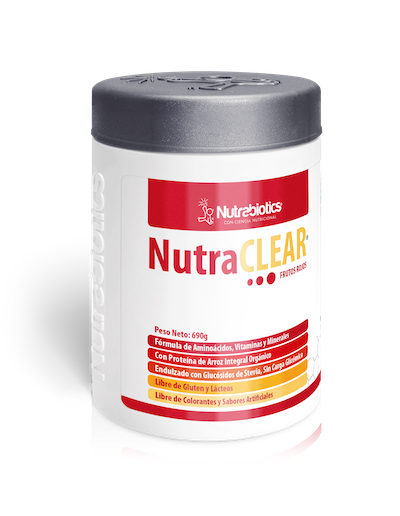 Nutrabiotics
CON CIENCIA NUTRICIONAL
NutraCLEAR
FRUTOS ROJOS
Peso Neto: 690g
Fórmula de Aminoácidos, Vitaminas y Minerales
Con Proteína de Arroz Integral Orgánico
Endulzado con Glucósidos de Stevia, Sin Carga Glicémica
Libre de Gluten y Lácteos
Libre de Colorantes y Sabores Artificiales
Nutrabiotics